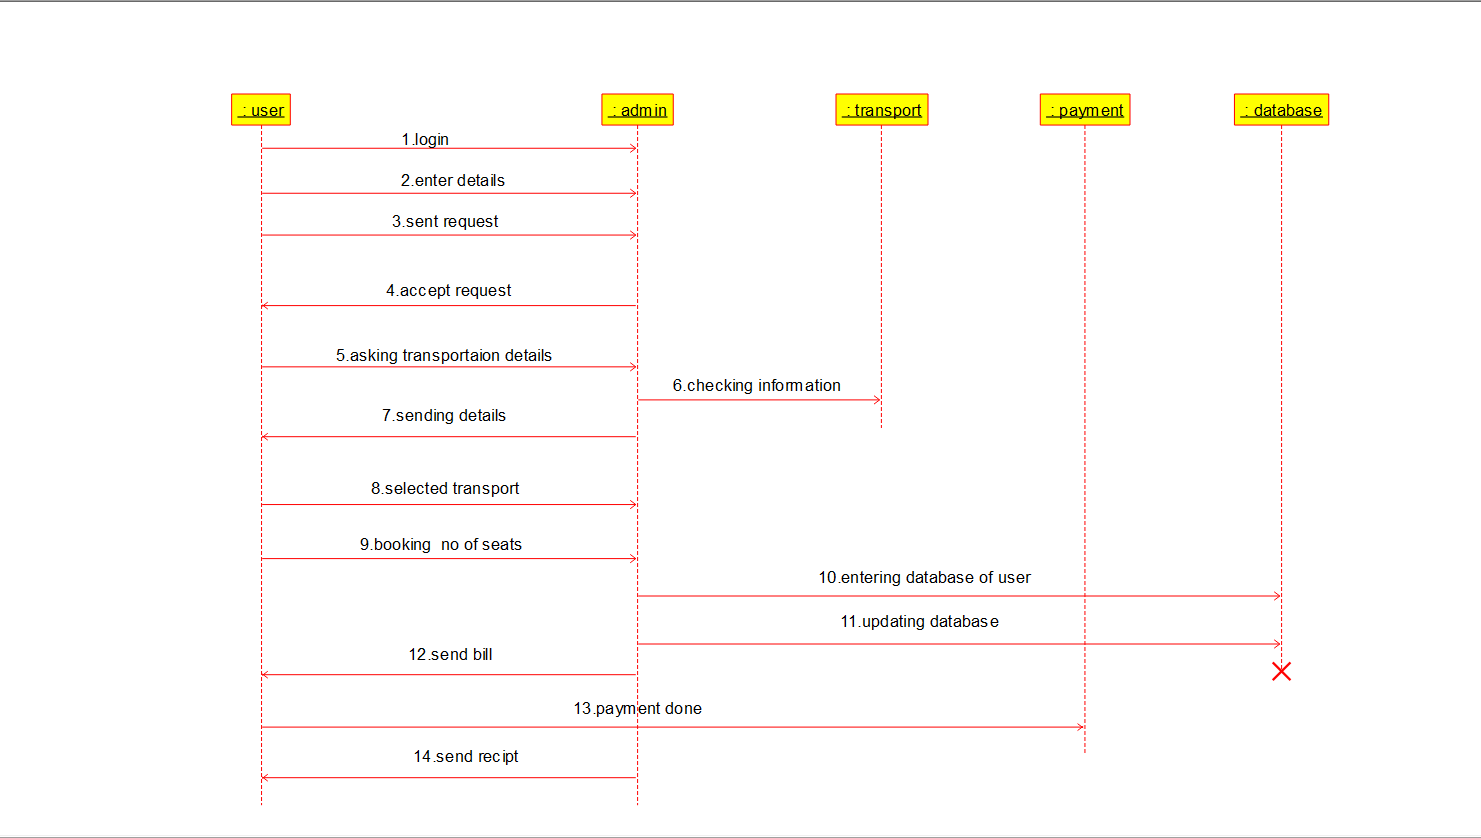 : user
: admin
: transport
: payment
: database
1.login
2.enter details
3.sent request
4.accept request
5.asking transportaion details
6.checking information
7.sending details
8.selected transport
9.booking  no of seats
10.entering database of user
11.updating database
12.send bill
13.payment done
14.send recipt